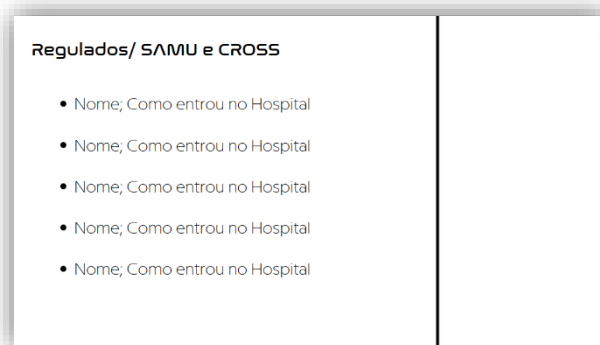 Regulados/ SAMU e CROSS
• Nome; Como entrou no Hospital
• Nome; Como entrou no Hospital
• Nome; Como entrou no Hospital
• Nome; Como entrou no Hospital
• Nome; Como entrou no Hospital